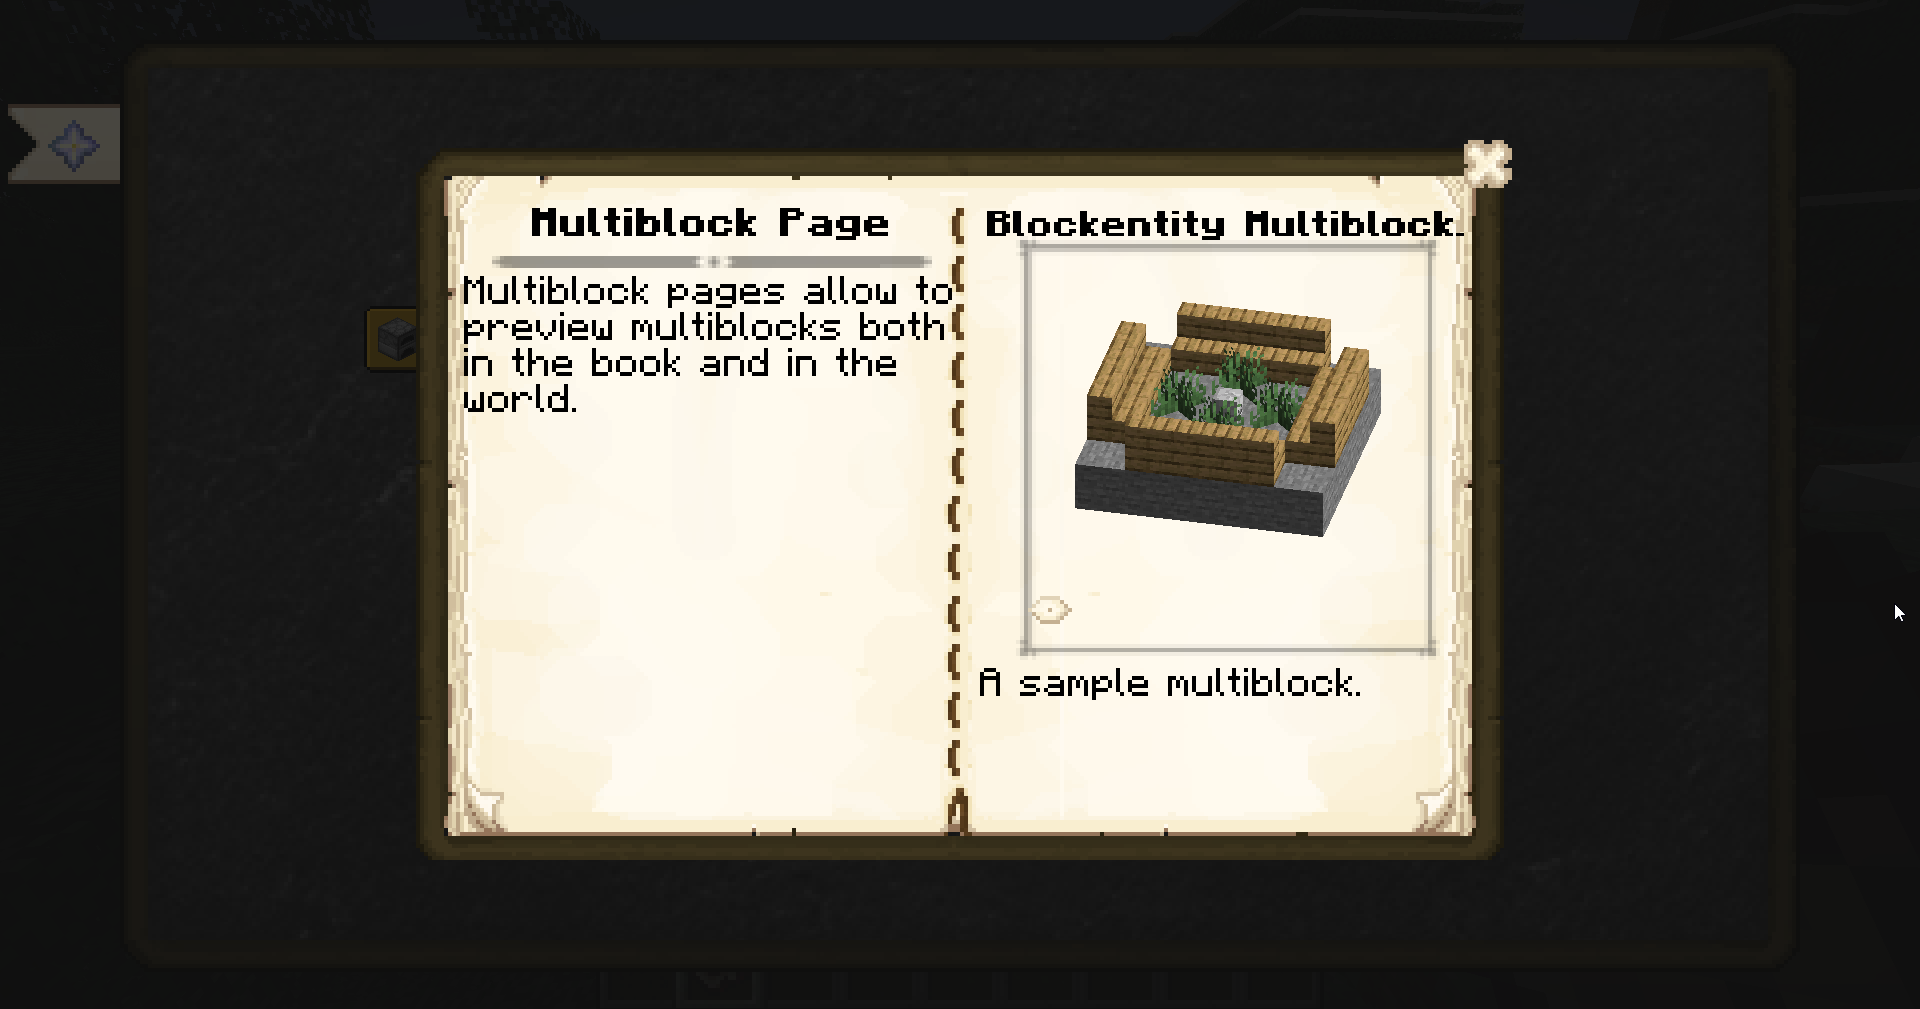 Multiblock Page
Multiblock pages allow to
preview multiblocks both
in the book and in the
world.
Blockentity Multiblock.
A sample multiblock.